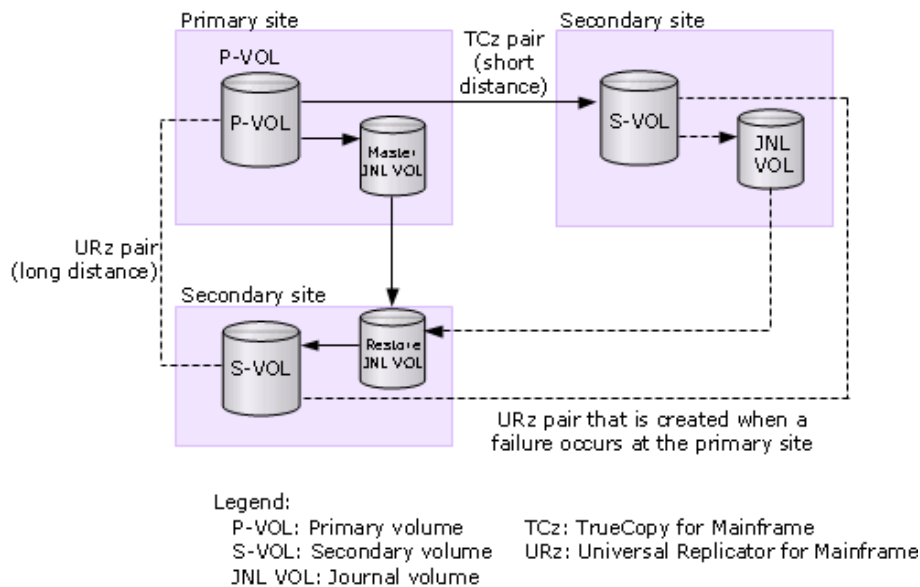 Primary site
P-VOL
P-VOL
Master
JNL VOL
TCz pair
(short
distance)
Secondary site
S-VOL
JNL
VOL
URz pair
(long distance)
Secondary site
S-VOL
Restore
JNL VOL
URz pair that is created when a
failure occurs at the primary site
Legend:
P-VOL: Primary volume
S-VOL: Secondary volume
JNL VOL: Journal volume
TCz: TrueCopy for Mainframe
URz: Universal Replicator for Mainframe